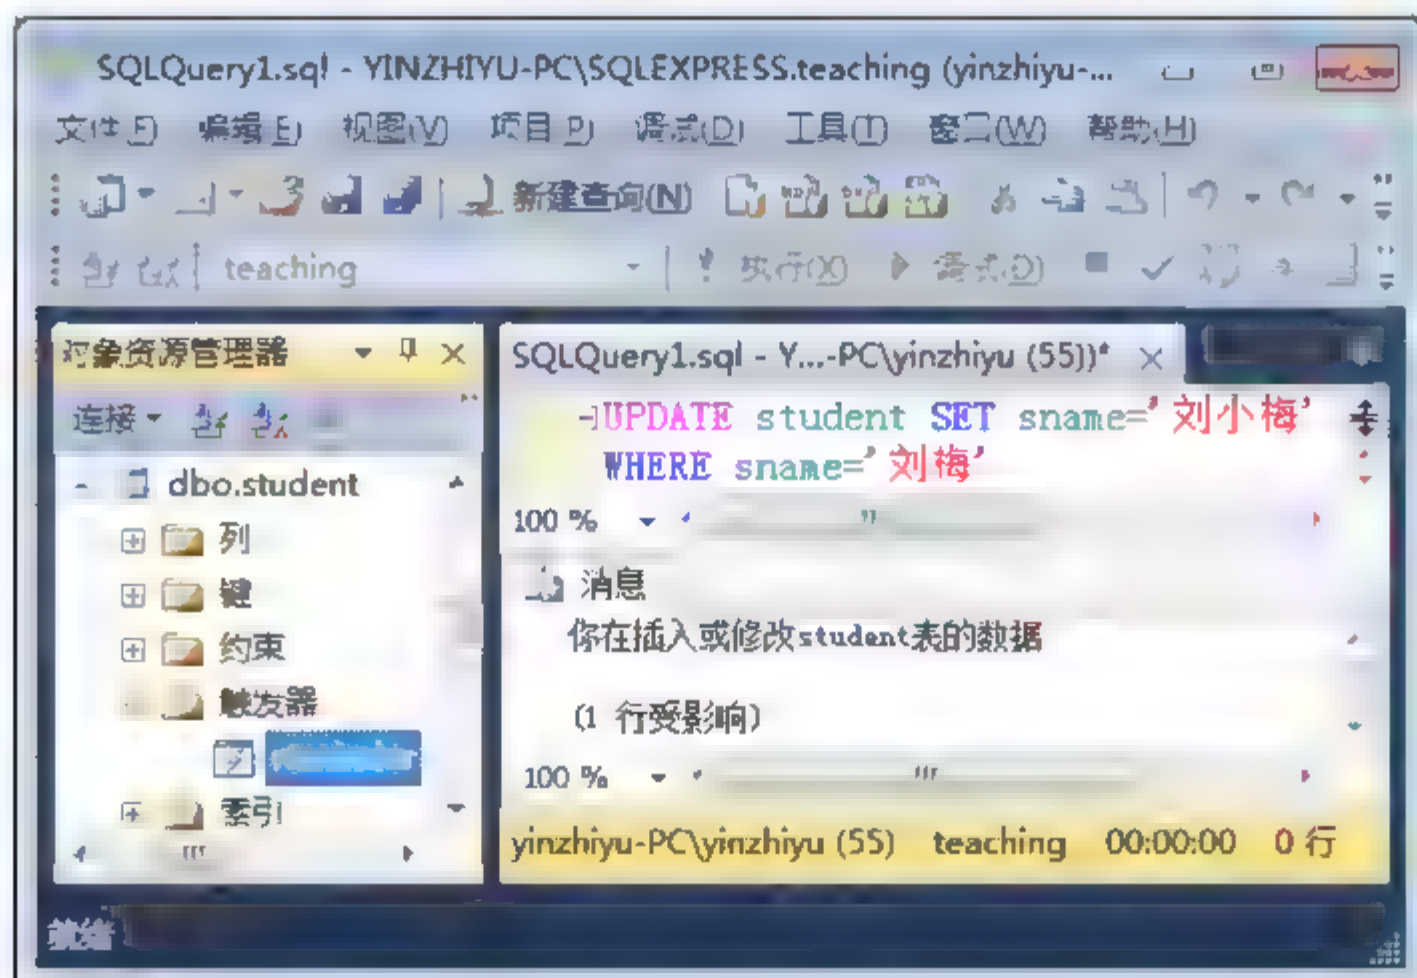 SQLQuery1.sql - YINZHIYU-PC\SQLEXPRESS.teaching (yinzhiyu-...
文件(F) 编辑(E) 视图(V) 项目(P) 调试(D) 工具(T) 窗口(W) 帮助(H)
新建查询(N)
teaching 执行(X) 调试(D)
对象资源管理器
连接
dbo.student
列
键
约束
触发器
索引
SQLQuery1.sql - Y...-PC\yinzhiyu (55))*
UPDATE student SET sname='刘小梅'
WHERE sname='刘梅'
100 %
消息
你在插入或修改student表的数据
(1 行受影响)
100 %
yinzhiyu-PC\yinzhiyu (55) teaching 00:00:00 0 行
就绪